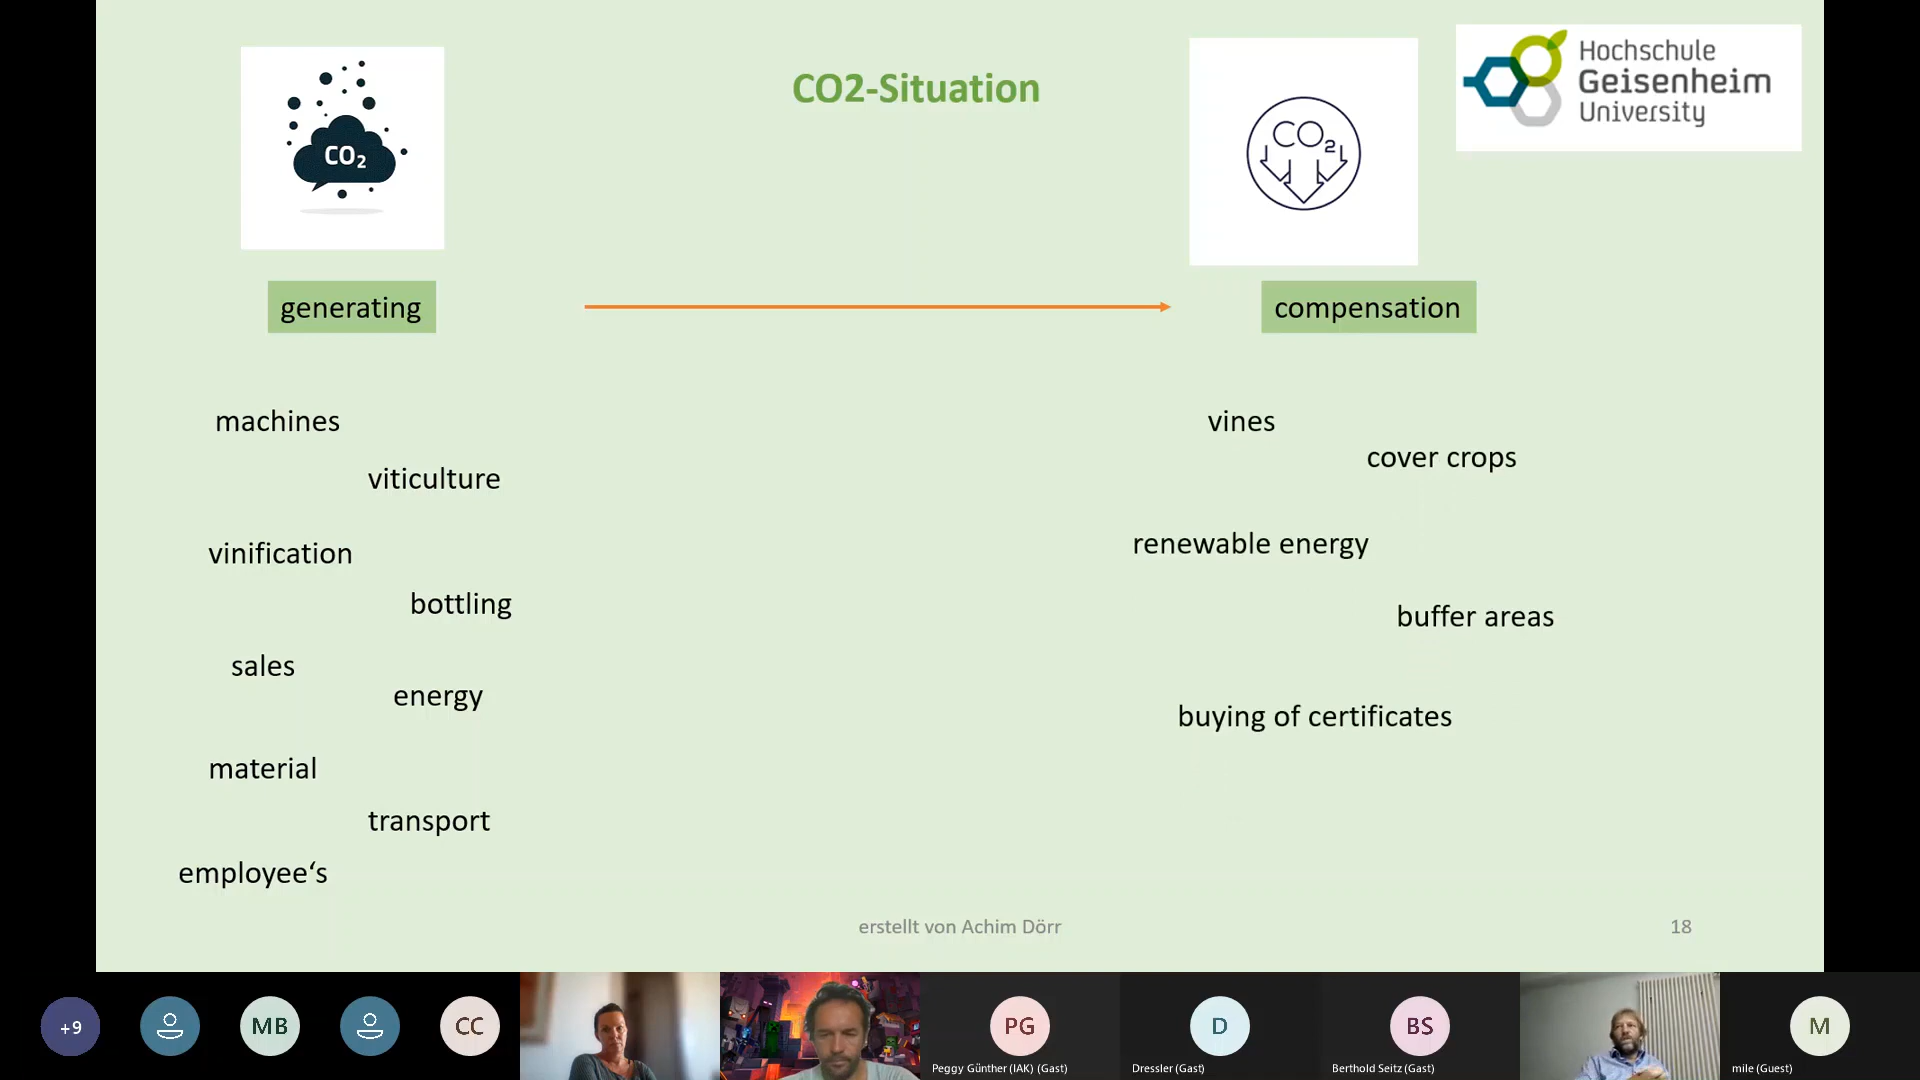 CO2-Situation
CO2
CO2
Hochschule
Geisenheim
University
generating
compensation
machines
viticulture
vinification
bottling
sales
energy
material
transport
employee‘s
vines
cover crops
renewable energy
buffer areas
buying of certificates
erstellt von Achim Dörr
18
+9
MB
CC
PG
Peggy Günther (IAK) (Gast)
D
Dressler (Gast)
BS
Berthold Seitz (Gast)
M
mile (Guest)